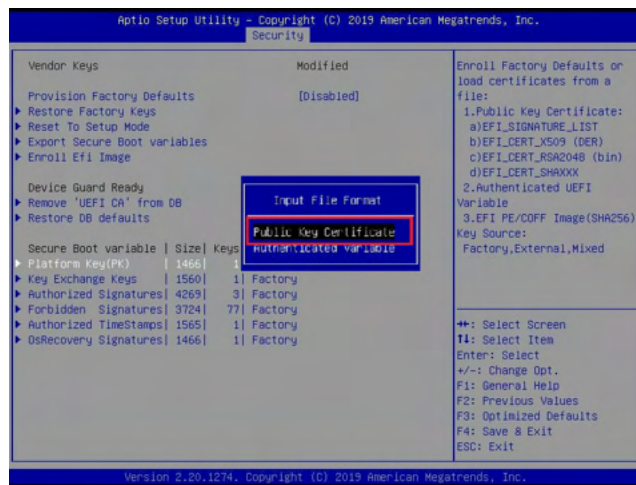 Aptio Setup Utility – Copyright (C) 2019 American Megatrends, Inc.
Security
Vendor Keys Modified
Provision Factory Defaults [Disabled]
Restore Factory Keys
Reset To Setup Mode
Export Secure Boot variables
Enroll Efi Image
Device Guard Ready
Remove 'UEFI CA' from DB
Restore DB defaults
Secure Boot variable | Size| Keys
Platform Key(PK) | 1466| 1
Key Exchange Keys | 1560| 1| Factory
Authorized Signatures| 4269| 3| Factory
Forbidden Signatures| 3724| 77| Factory
Authorized TimeStamps| 1565| 1| Factory
OsRecovery Signatures| 1466| 1| Factory
Input File Format
Public Key Certificate
Authenticated Variable
Enroll Factory Defaults or
load certificates from a
file:
1.Public Key Certificate:
a)EFI_SIGNATURE_LIST
b)EFI_CERT_X509 (DER)
c)EFI_CERT_RSA2048 (bin)
d)EFI_CERT_SHAXXX
2.Authenticated UEFI
Variable
3.EFI PE/COFF Image(SHA256)
Key Source:
Factory,External,Mixed
↔: Select Screen
↑↓: Select Item
Enter: Select
+/-: Change Opt.
F1: General Help
F2: Previous Values
F3: Optimized Defaults
F4: Save & Exit
ESC: Exit
Version 2.20.1274. Copyright (C) 2019 American Megatrends, Inc.